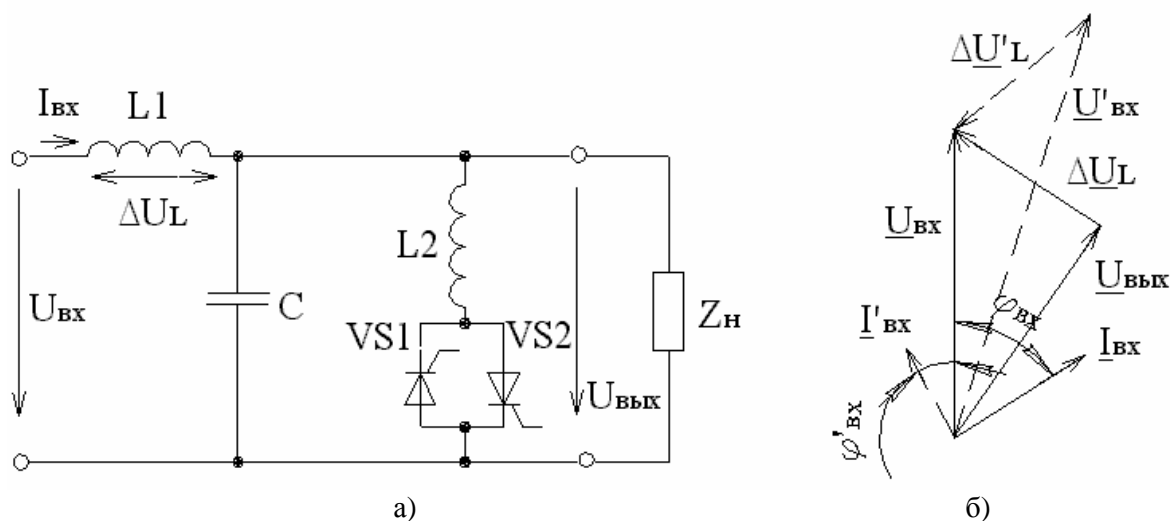 Iвх
L1
ΔUL
Uвх
C
L2
VS1
VS2
Uвых
Zн
а)
ΔU'L
U'вх
ΔUL
Uвх
Uвых
φвх
I'вх
Iвх
φ'вх
б)